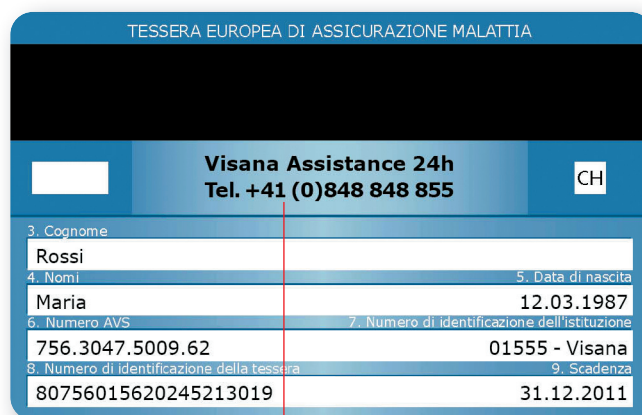 TESSERA EUROPEA DI ASSICURAZIONE MALATTIA
Visana Assistance 24h
Tel. +41 (0)848 848 855
CH
3. Cognome
Rossi
4. Nomi 5. Data di nascita
Maria 12.03.1987
6. Numero AVS 7. Numero di identificazione dell'istituzione
756.3047.5009.62 01555 - Visana
8. Numero di identificazione della tessera 9. Scadenza
80756015620245213019 31.12.2011